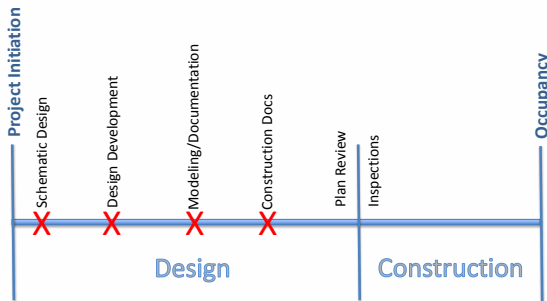 Project Initiation
Schematic Design
Design Development
Modeling/Documentation
Construction Docs
Plan Review
Inspections
Occupancy
Design
Construction